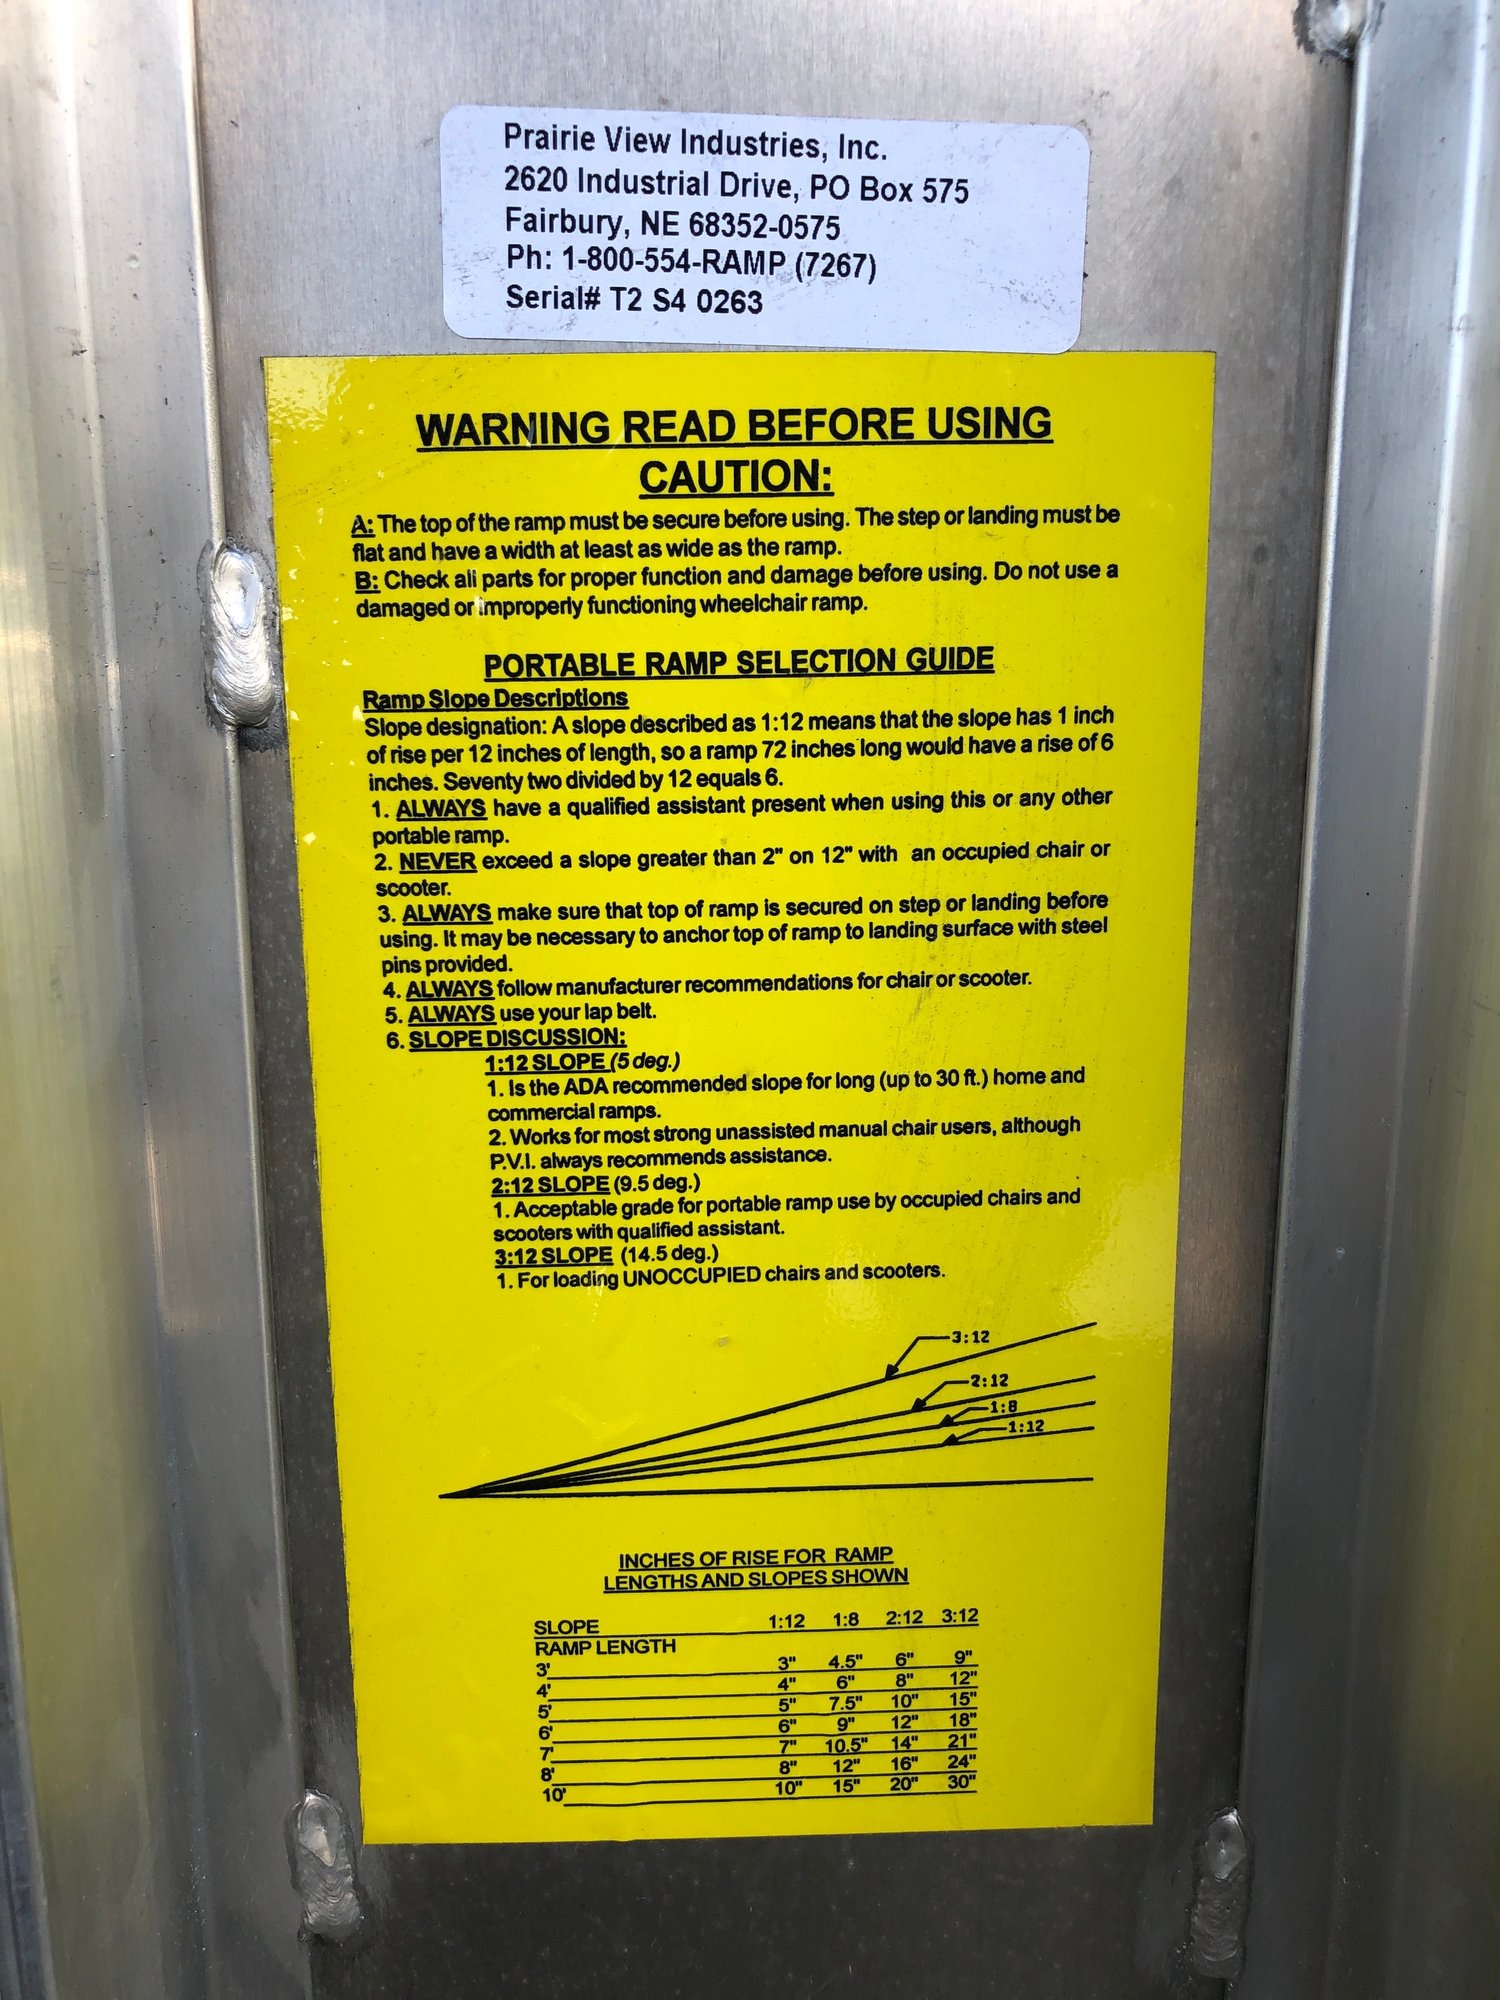 Prairie View Industries, Inc.
2620 Industrial Drive, PO Box 575
Fairbury, NE 68352-0575
Ph: 1-800-554-RAMP (7267)
Serial# T2 S4 0263
WARNING READ BEFORE USING
CAUTION:
A: The top of the ramp must be secure before using. The step or landing must be
flat and have a width at least as wide as the ramp.
B: Check all parts for proper function and damage before using. Do not use a
damaged or improperly functioning wheelchair ramp.
PORTABLE RAMP SELECTION GUIDE
Ramp Slope Descriptions
Slope designation: A slope described as 1:12 means that the slope has 1 inch
of rise per 12 inches of length, so a ramp 72 inches long would have a rise of 6
inches. Seventy two divided by 12 equals 6.
1. ALWAYS have a qualified assistant present when using this or any other
portable ramp.
2. NEVER exceed a slope greater than 2" on 12" with an occupied chair or
scooter.
3. ALWAYS make sure that top of ramp is secured on step or landing before
using. It may be necessary to anchor top of ramp to landing surface with steel
pins provided.
4. ALWAYS follow manufacturer recommendations for chair or scooter.
5. ALWAYS use your lap belt.
6. SLOPE DISCUSSION:
1:12 SLOPE (5 deg.)
1. Is the ADA recommended slope for long (up to 30 ft.) home and
commercial ramps.
2. Works for most strong unassisted manual chair users, although
P.V.I. always recommends assistance.
2:12 SLOPE (9.5 deg.)
1. Acceptable grade for portable ramp use by occupied chairs and
scooters with qualified assistant.
3:12 SLOPE (14.5 deg.)
1. For loading UNOCCUPIED chairs and scooters.
3:12
2:12
1:8
1:12
INCHES OF RISE FOR RAMP
LENGTHS AND SLOPES SHOWN
SLOPE 1:12 1:8 2:12 3:12
RAMP LENGTH
3' 3" 4.5" 6" 9"
4' 4" 6" 8" 12"
5' 5" 7.5" 10" 15"
6' 6" 9" 12" 18"
7' 7" 10.5" 14" 21"
8' 8" 12" 16" 24"
10' 10" 15" 20" 30"